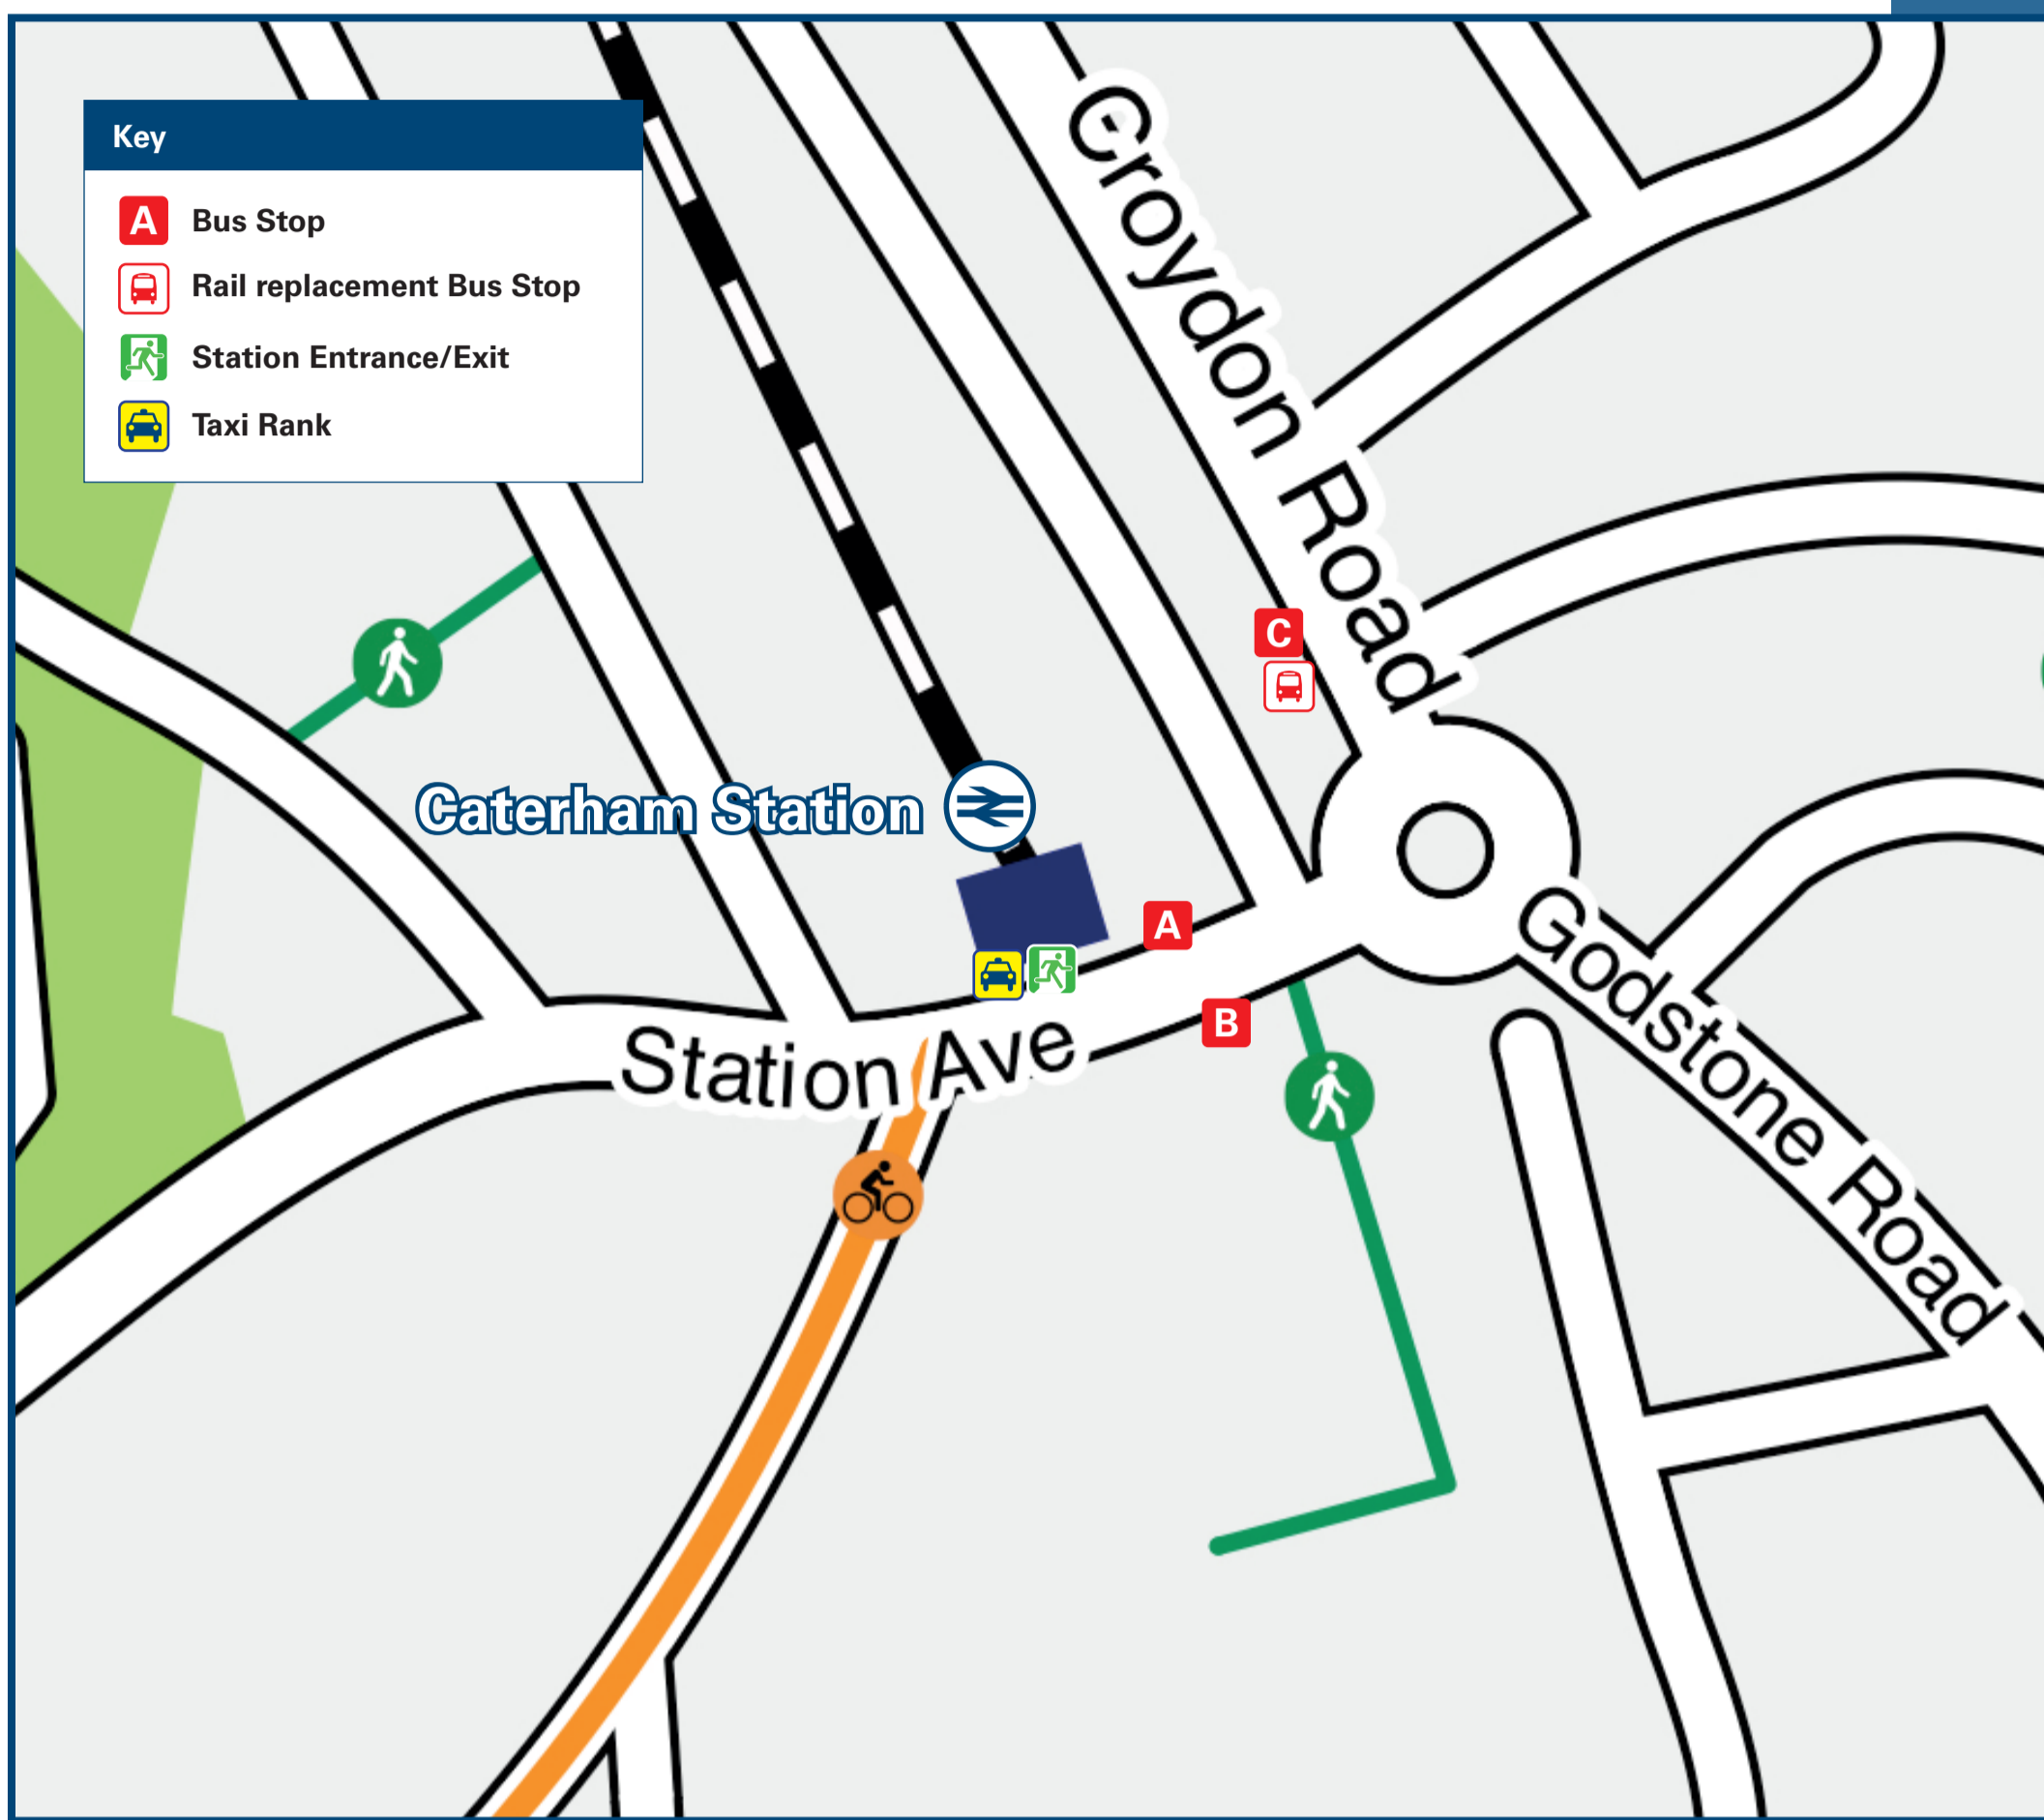 Key
A Bus Stop
Rail replacement Bus Stop
Station Entrance/Exit
Taxi Rank
Croydon Road
C
Caterham Station
A
B
Station Ave
Godstone Road